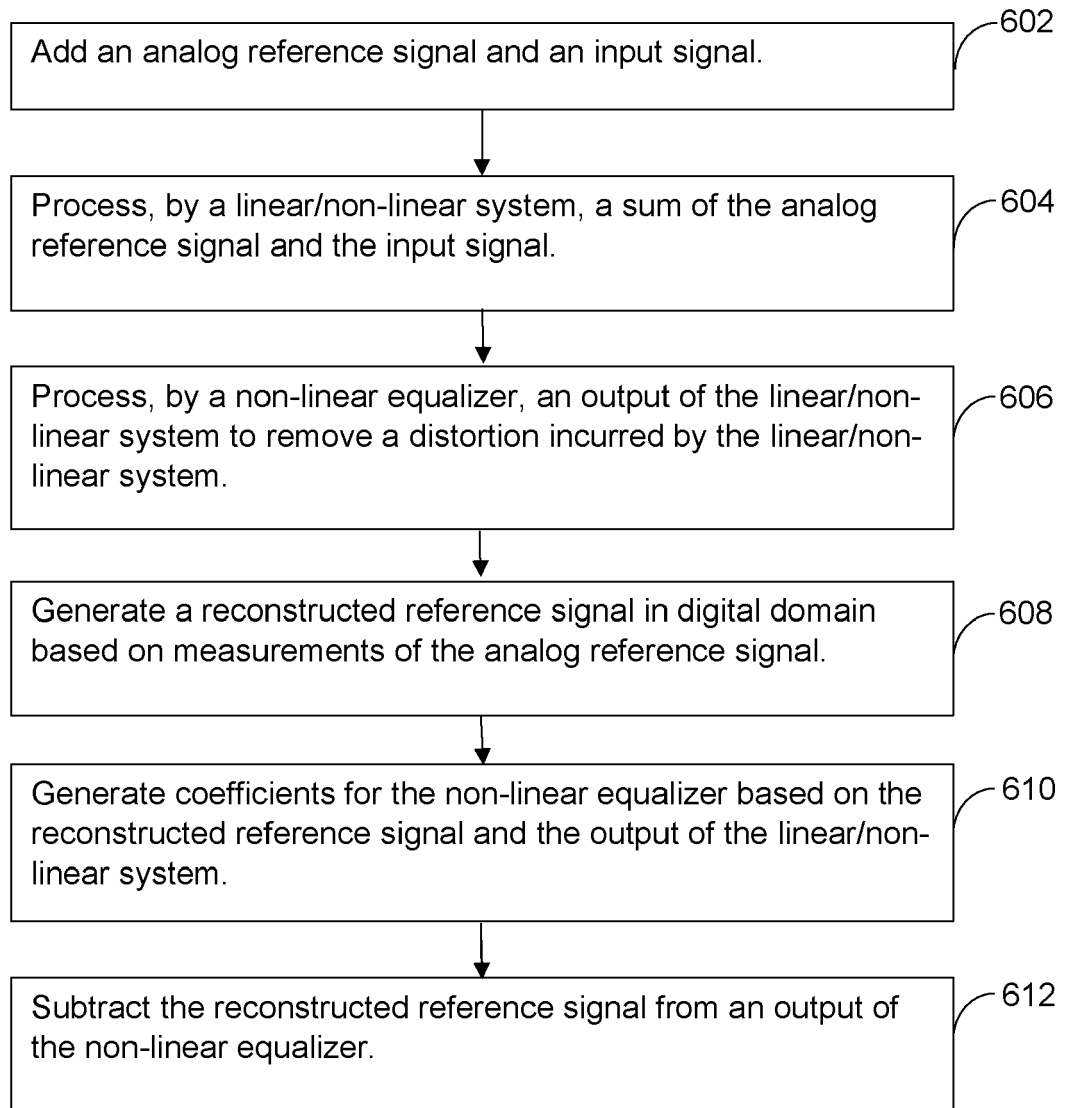 602
Add an analog reference signal and an input signal.
604
Process, by a linear/non-linear system, a sum of the analog
reference signal and the input signal.
606
Process, by a non-linear equalizer, an output of the linear/non-
linear system to remove a distortion incurred by the linear/non-
linear system.
608
Generate a reconstructed reference signal in digital domain
based on measurements of the analog reference signal.
610
Generate coefficients for the non-linear equalizer based on the
reconstructed reference signal and the output of the linear/non-
linear system.
612
Subtract the reconstructed reference signal from an output of
the non-linear equalizer.